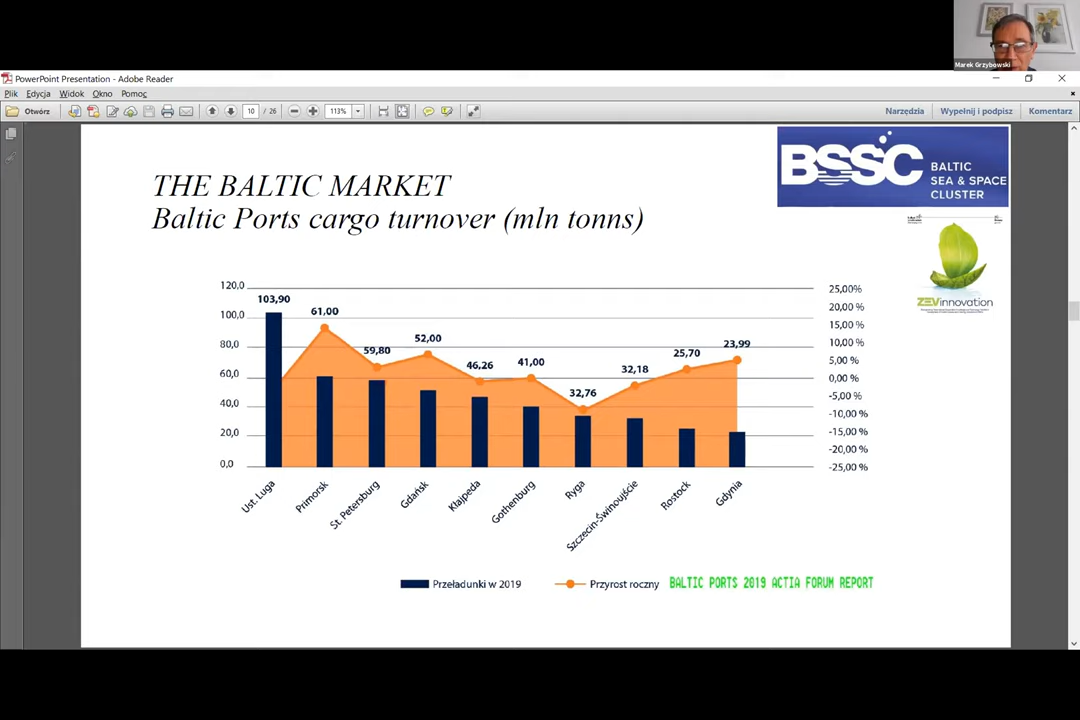 Marek Grzybowski
PowerPoint Presentation - Adobe Reader
Plik Edycja Widok Okno Pomoc
Otwórz 10 / 26 113% Narzędzia Wypełnij i podpisz Komentarz
BSSC BALTIC
SEA & SPACE
CLUSTER
THE BALTIC MARKET
Baltic Ports cargo turnover (mln tonns)
ZEVinnovation
120,0
100,0
80,0
60,0
40,0
20,0
0,0
103,90
61,00
59,80
52,00
46,26
41,00
32,76
32,18
25,70
23,99
25,00%
20,00 %
15,00 %
10,00 %
5,00 %
0,00 %
-5,00 %
-10,00 %
-15,00 %
-20,00 %
-25,00 %
Ust. Luga
Primorsk
St. Petersburg
Gdańsk
Kłajpeda
Gothenburg
Ryga
Szczecin-Świnoujście
Rostock
Gdynia
Przeładunki w 2019 Przyrost roczny BALTIC PORTS 2019 ACTIA FORUM REPORT